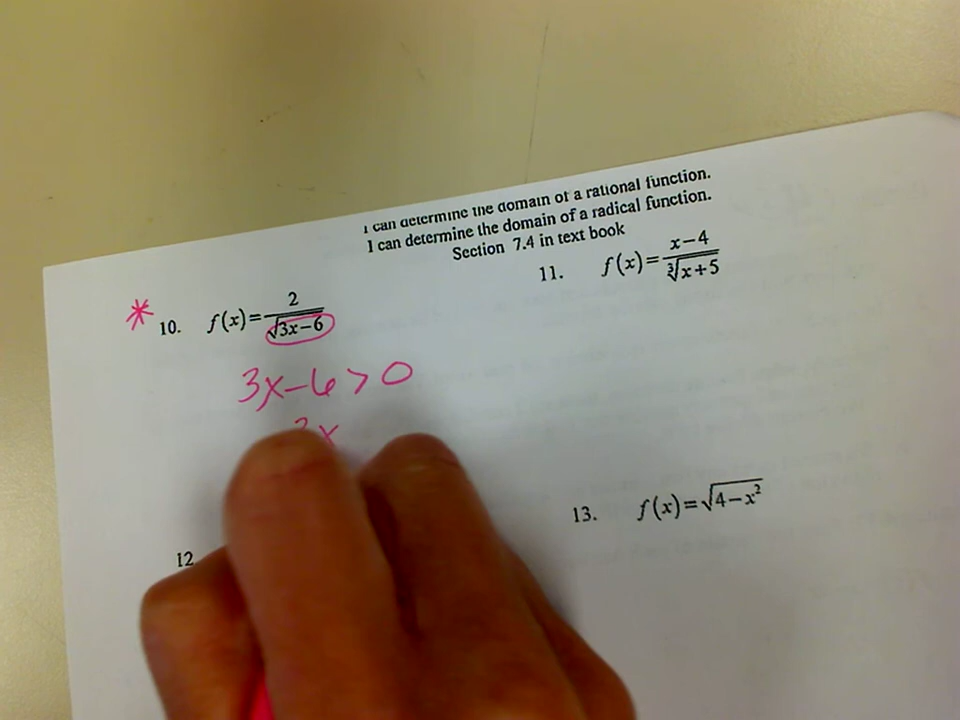 I can determine the domain of a rational function.
I can determine the domain of a radical function.
Section 7.4 in text book
* 10. f(x)=2/√(3x−6)
11. f(x)=(x−4)/∛(x+5)
3x−6>0
3x
12
13. f(x)=√(4−x²)